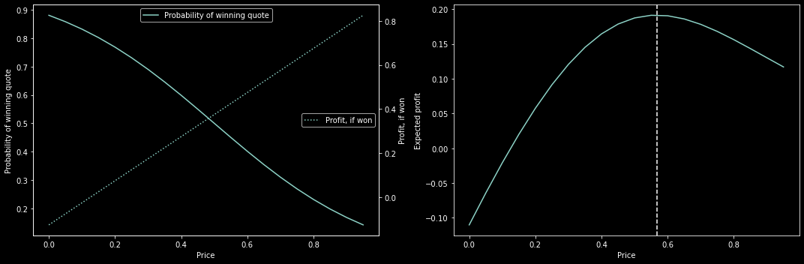 Probability of winning quote
0.9
0.8
0.7
0.6
0.5
0.4
0.3
0.2
Probability of winning quote
Profit, if won
0.8
0.6
0.4
0.2
0.0
Profit, if won
0.0 0.2 0.4 0.6 0.8
Price
0.20
0.15
0.10
0.05
0.00
−0.05
−0.10
Expected profit
0.0 0.2 0.4 0.6 0.8
Price